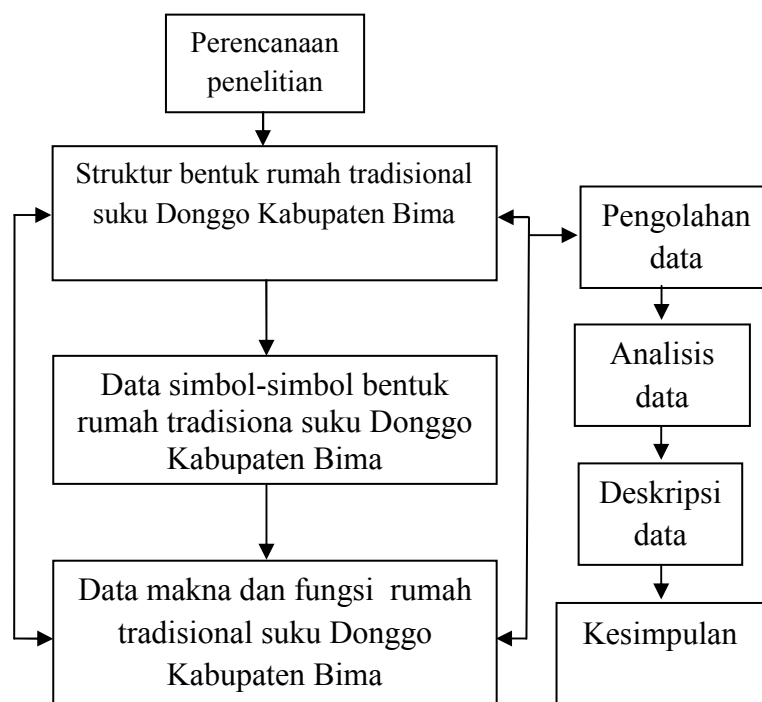 Perencanaan
penelitian
Struktur bentuk rumah tradisional
suku Donggo Kabupaten Bima
Data simbol-simbol bentuk
rumah tradisiona suku Donggo
Kabupaten Bima
Data makna dan fungsi rumah
tradisional suku Donggo
Kabupaten Bima
Pengolahan
data
Analisis
data
Deskripsi
data
Kesimpulan